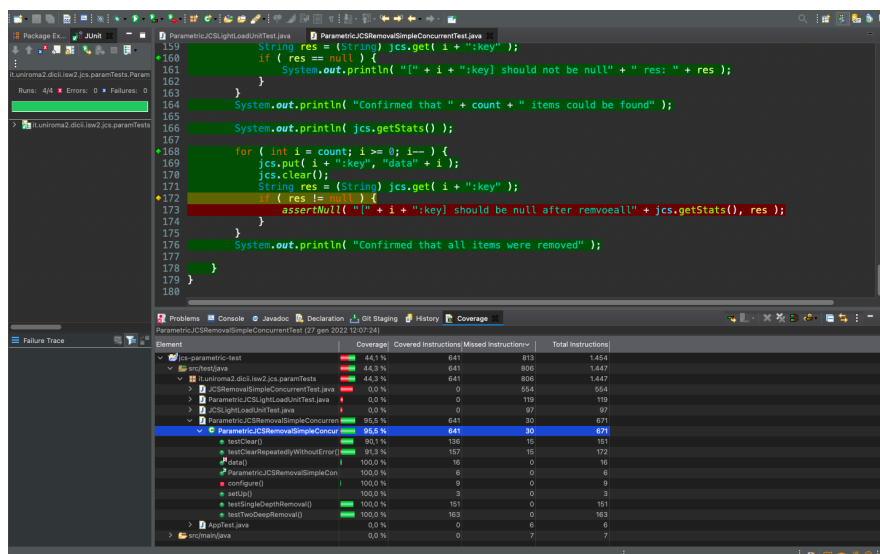 Package Ex...
JUnit
it.uniroma2.dicii.isw2.jcs.paramTests.Param
Runs: 4/4 Errors: 0 Failures: 0
it.uniroma2.dicii.isw2.jcs.paramTests
Failure Trace
ParametricJCSLightLoadUnitTest.java ParametricJCSRemovalSimpleConcurrentTest.java
159 String res = (String) jcs.get( i + ":key" );
160 if ( res == null ) {
161 System.out.println( "[" + i + ":key] should not be null" + " res: " + res );
162 }
163 }
164 System.out.println( "Confirmed that " + count + " items could be found" );
165
166 System.out.println( jcs.getStats() );
167
168 for ( int i = count; i >= 0; i-- ) {
169 jcs.put( i + ":key", "data" + i );
170 jcs.clear();
171 String res = (String) jcs.get( i + ":key" );
172 if ( res != null ) {
173 assertNull( "[" + i + ":key] should be null after remvoeall" + jcs.getStats(), res );
174 }
175 }
176 System.out.println( "Confirmed that all items were removed" );
177
178 }
179 }
180
Problems Console Javadoc Declaration Git Staging History Coverage
ParametricJCSRemovalSimpleConcurrentTest (27 gen 2022 12:07:24)
Element Coverage Covered Instructions Missed Instructions Total Instructions
jcs-parametric-test 44,1 % 641 813 1.454
src/test/java 44,3 % 641 806 1.447
it.uniroma2.dicii.isw2.jcs.paramTests 44,3 % 641 806 1.447
JCSRemovalSimpleConcurrentTest.java 0,0 % 0 554 554
ParametricJCSLightLoadUnitTest.java 0,0 % 0 119 119
JCSLightLoadUnitTest.java 0,0 % 0 97 97
ParametricJCSRemovalSimpleConcurren 95,5 % 641 30 671
ParametricJCSRemovalSimpleConcur 95,5 % 641 30 671
testClear() 90,1 % 136 15 151
testClearRepeatedlyWithoutError() 91,3 % 157 15 172
data() 100,0 % 16 0 16
ParametricJCSRemovalSimpleCon 100,0 % 6 0 6
configure() 100,0 % 9 0 9
setUp() 100,0 % 3 0 3
testSingleDepthRemoval() 100,0 % 151 0 151
testTwoDeepRemoval() 100,0 % 163 0 163
AppTest.java 0,0 % 0 6 6
src/main/java 0,0 % 0 7 7